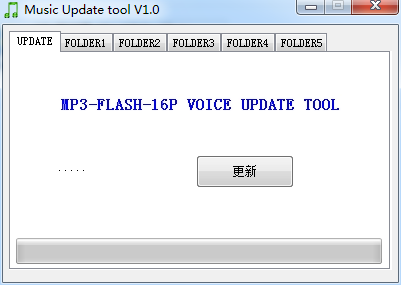 Music Update tool V1.0
UPDATE FOLDER1 FOLDER2 FOLDER3 FOLDER4 FOLDER5
MP3-FLASH-16P VOICE UPDATE TOOL
..... 更新